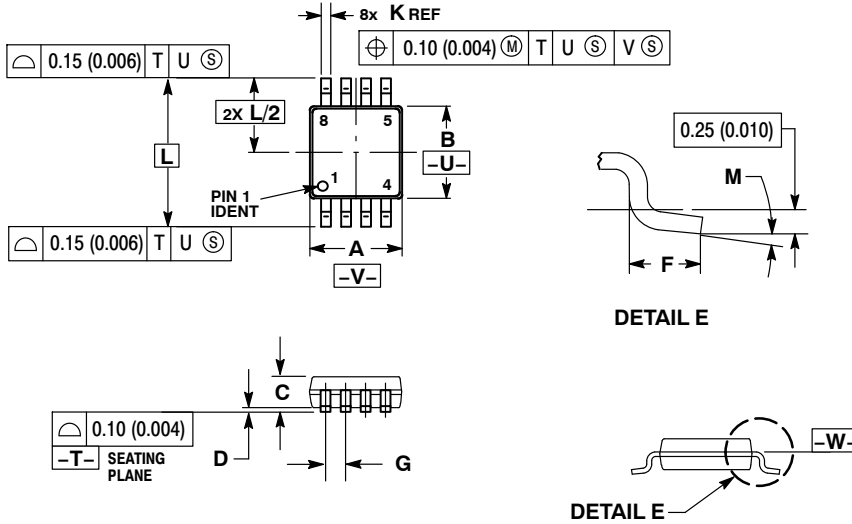 8x K REF
⌖ 0.10 (0.004) Ⓜ T U Ⓢ V Ⓢ
⌓ 0.15 (0.006) T U Ⓢ
2X L/2
8 5
B
-U-
L
PIN 1
IDENT
1
4
⌓ 0.15 (0.006) T U Ⓢ
A
-V-
0.25 (0.010)
M
F
DETAIL E
C
⌓ 0.10 (0.004)
-T- SEATING
PLANE
D
G
-W-
DETAIL E